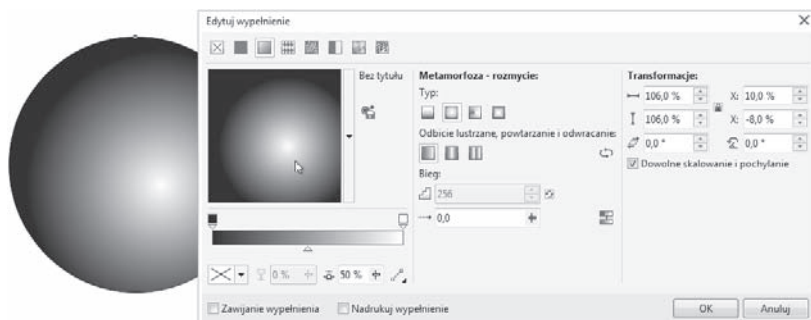 Edytuj wypełnienie
Bez tytułu
Metamorfoza - rozmycie:
Typ:
Odbicie lustrzane, powtarzanie i odwracanie:
Bieg:
256
0,0
0 %
50 %
Transformacje:
106,0 % X: 10,0 %
106,0 % X: -8,0 %
0,0 ° 0,0 °
Dowolne skalowanie i pochylanie
Zawijanie wypełnienia Nadrukuj wypełnienie OK Anuluj